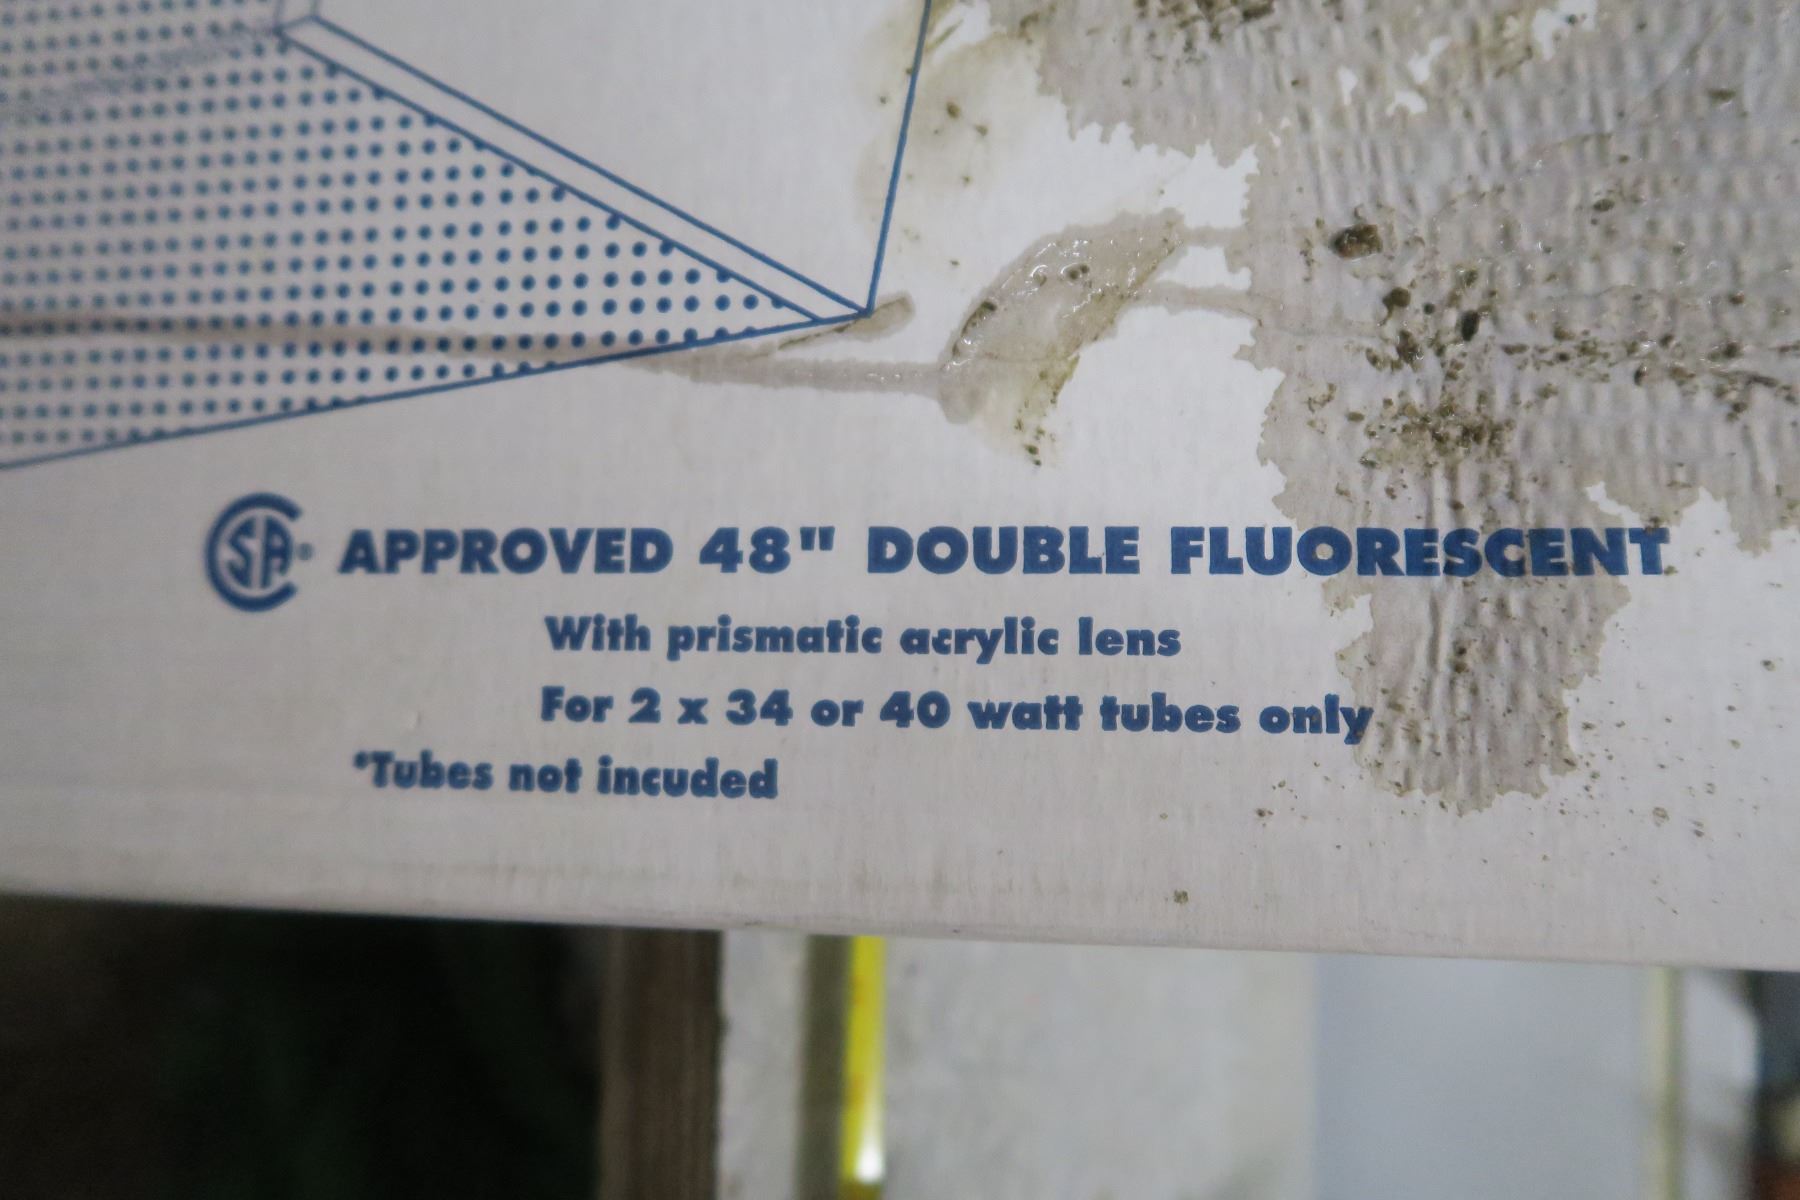 CSA® APPROVED 48" DOUBLE FLUORESCENT
With prismatic acrylic lens
For 2 x 34 or 40 watt tubes only
*Tubes not incuded